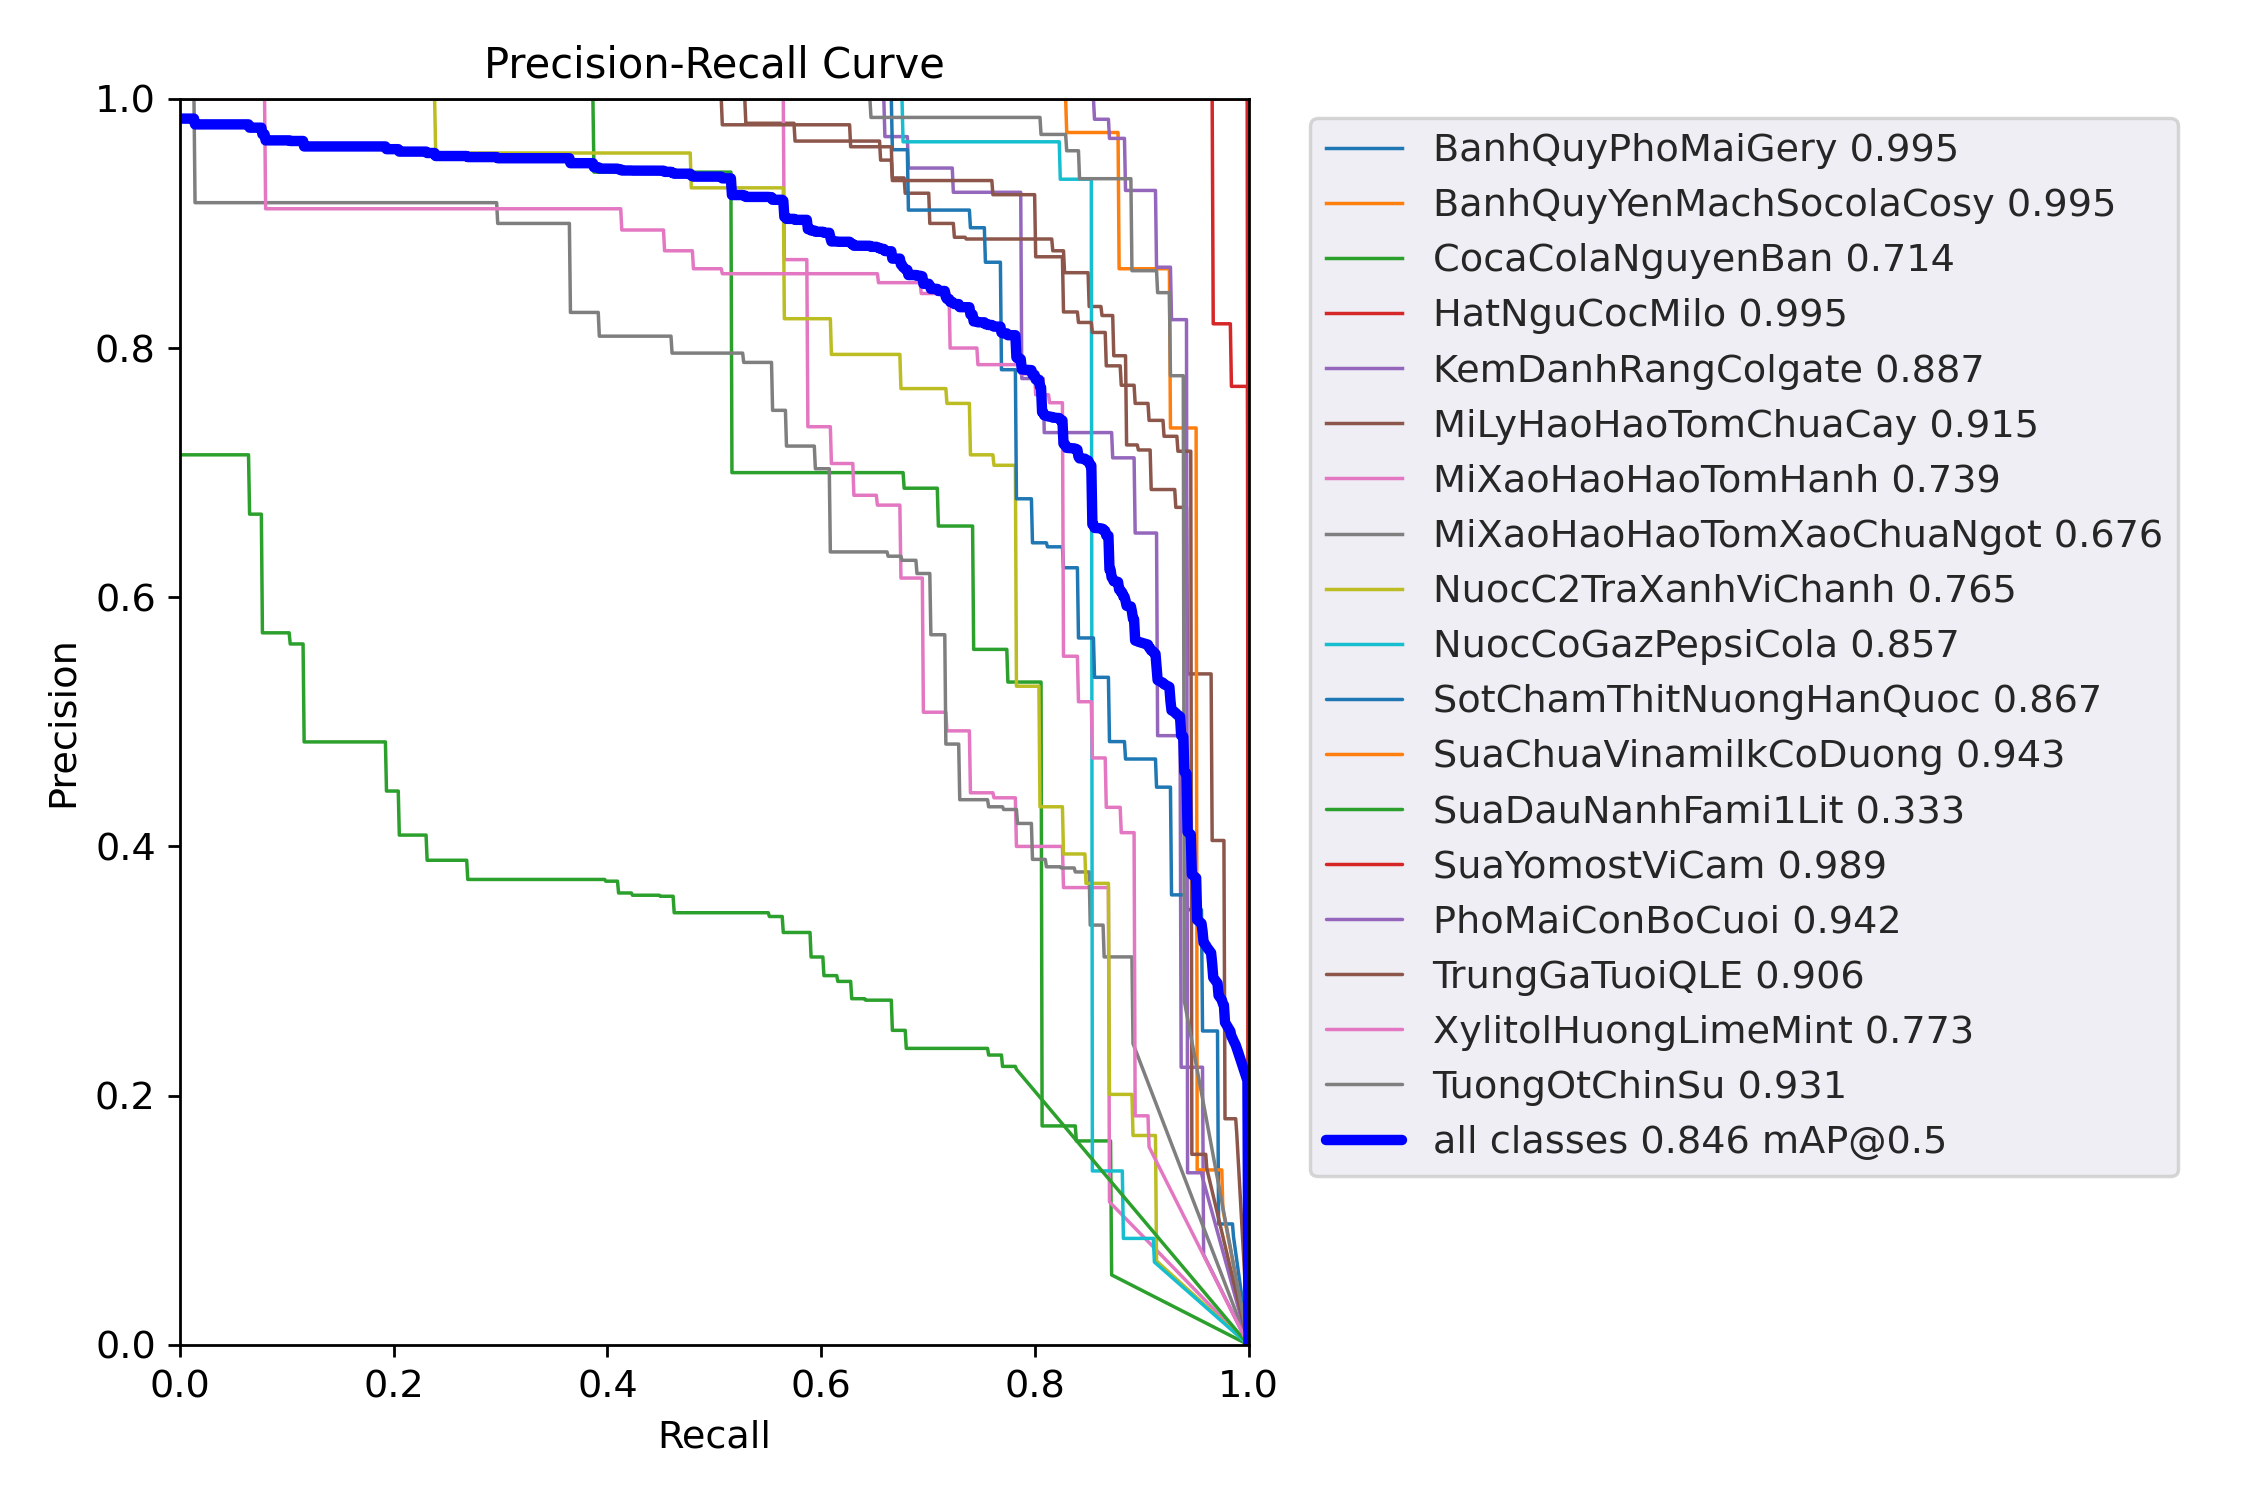 Precision-Recall Curve
1.0
0.8
0.6
0.4
0.2
0.0
Precision
0.0 0.2 0.4 0.6 0.8 1.0
Recall
BanhQuyPhoMaiGery 0.995
BanhQuyYenMachSocolaCosy 0.995
CocaColaNguyenBan 0.714
HatNguCocMilo 0.995
KemDanhRangColgate 0.887
MiLyHaoHaoTomChuaCay 0.915
MiXaoHaoHaoTomHanh 0.739
MiXaoHaoHaoTomXaoChuaNgot 0.676
NuocC2TraXanhViChanh 0.765
NuocCoGazPepsiCola 0.857
SotChamThitNuongHanQuoc 0.867
SuaChuaVinamilkCoDuong 0.943
SuaDauNanhFami1Lit 0.333
SuaYomostViCam 0.989
PhoMaiConBoCuoi 0.942
TrungGaTuoiQLE 0.906
XylitolHuongLimeMint 0.773
TuongOtChinSu 0.931
all classes 0.846 mAP@0.5